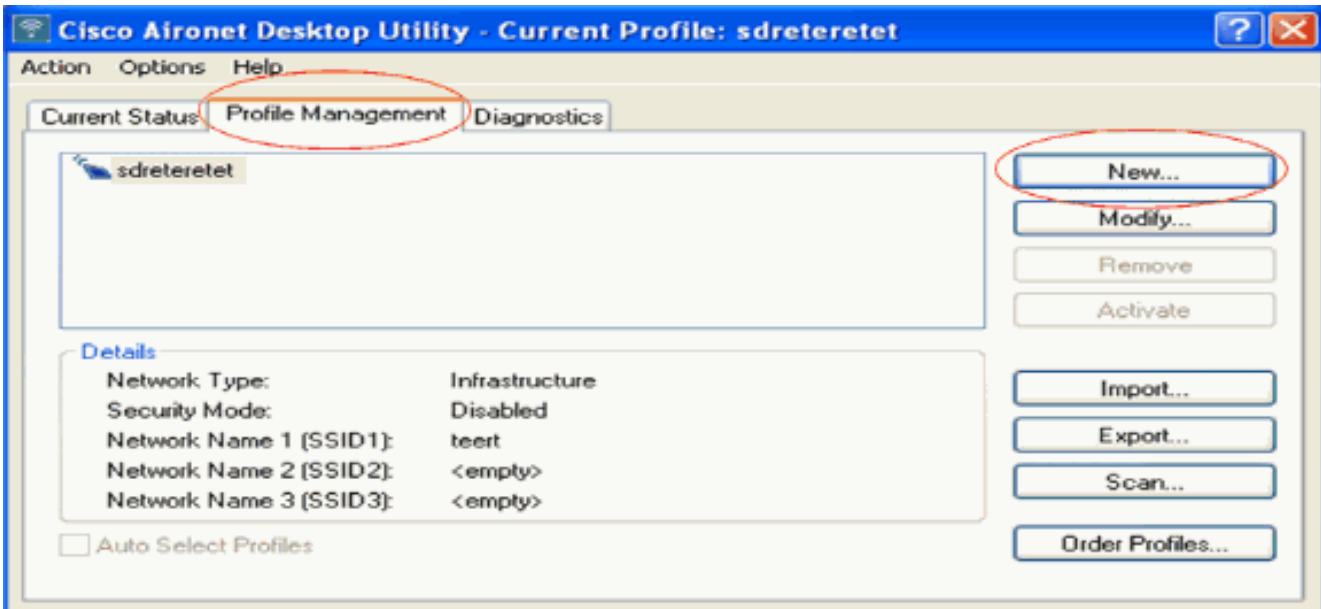 Cisco Aironet Desktop Utility - Current Profile: sdreteretet
Action Options Help
Current Status Profile Management Diagnostics
sdreteretet
New...
Modify...
Remove
Activate
Details
Network Type: Infrastructure
Security Mode: Disabled
Network Name 1 (SSID1): teert
Network Name 2 (SSID2): <empty>
Network Name 3 (SSID3): <empty>
Import...
Export...
Scan...
Auto Select Profiles
Order Profiles...